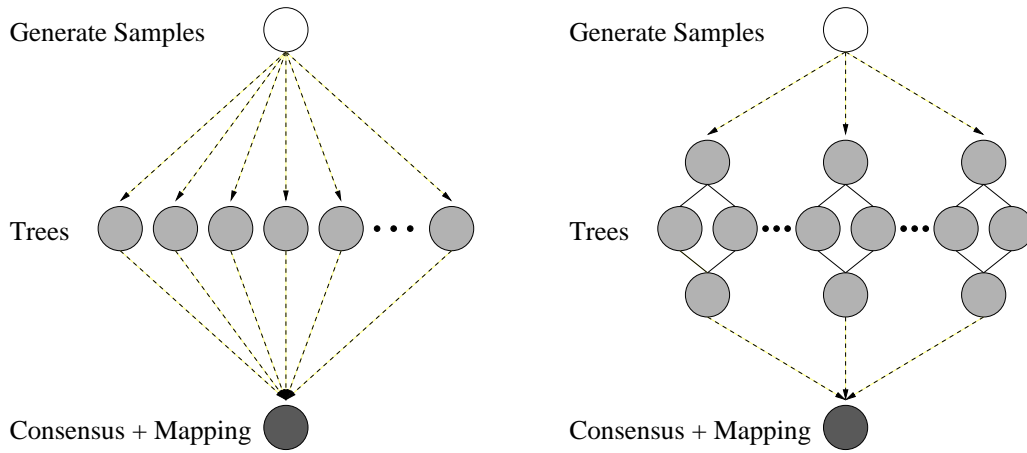 Generate Samples
Trees
Consensus + Mapping
Generate Samples
Trees
Consensus + Mapping